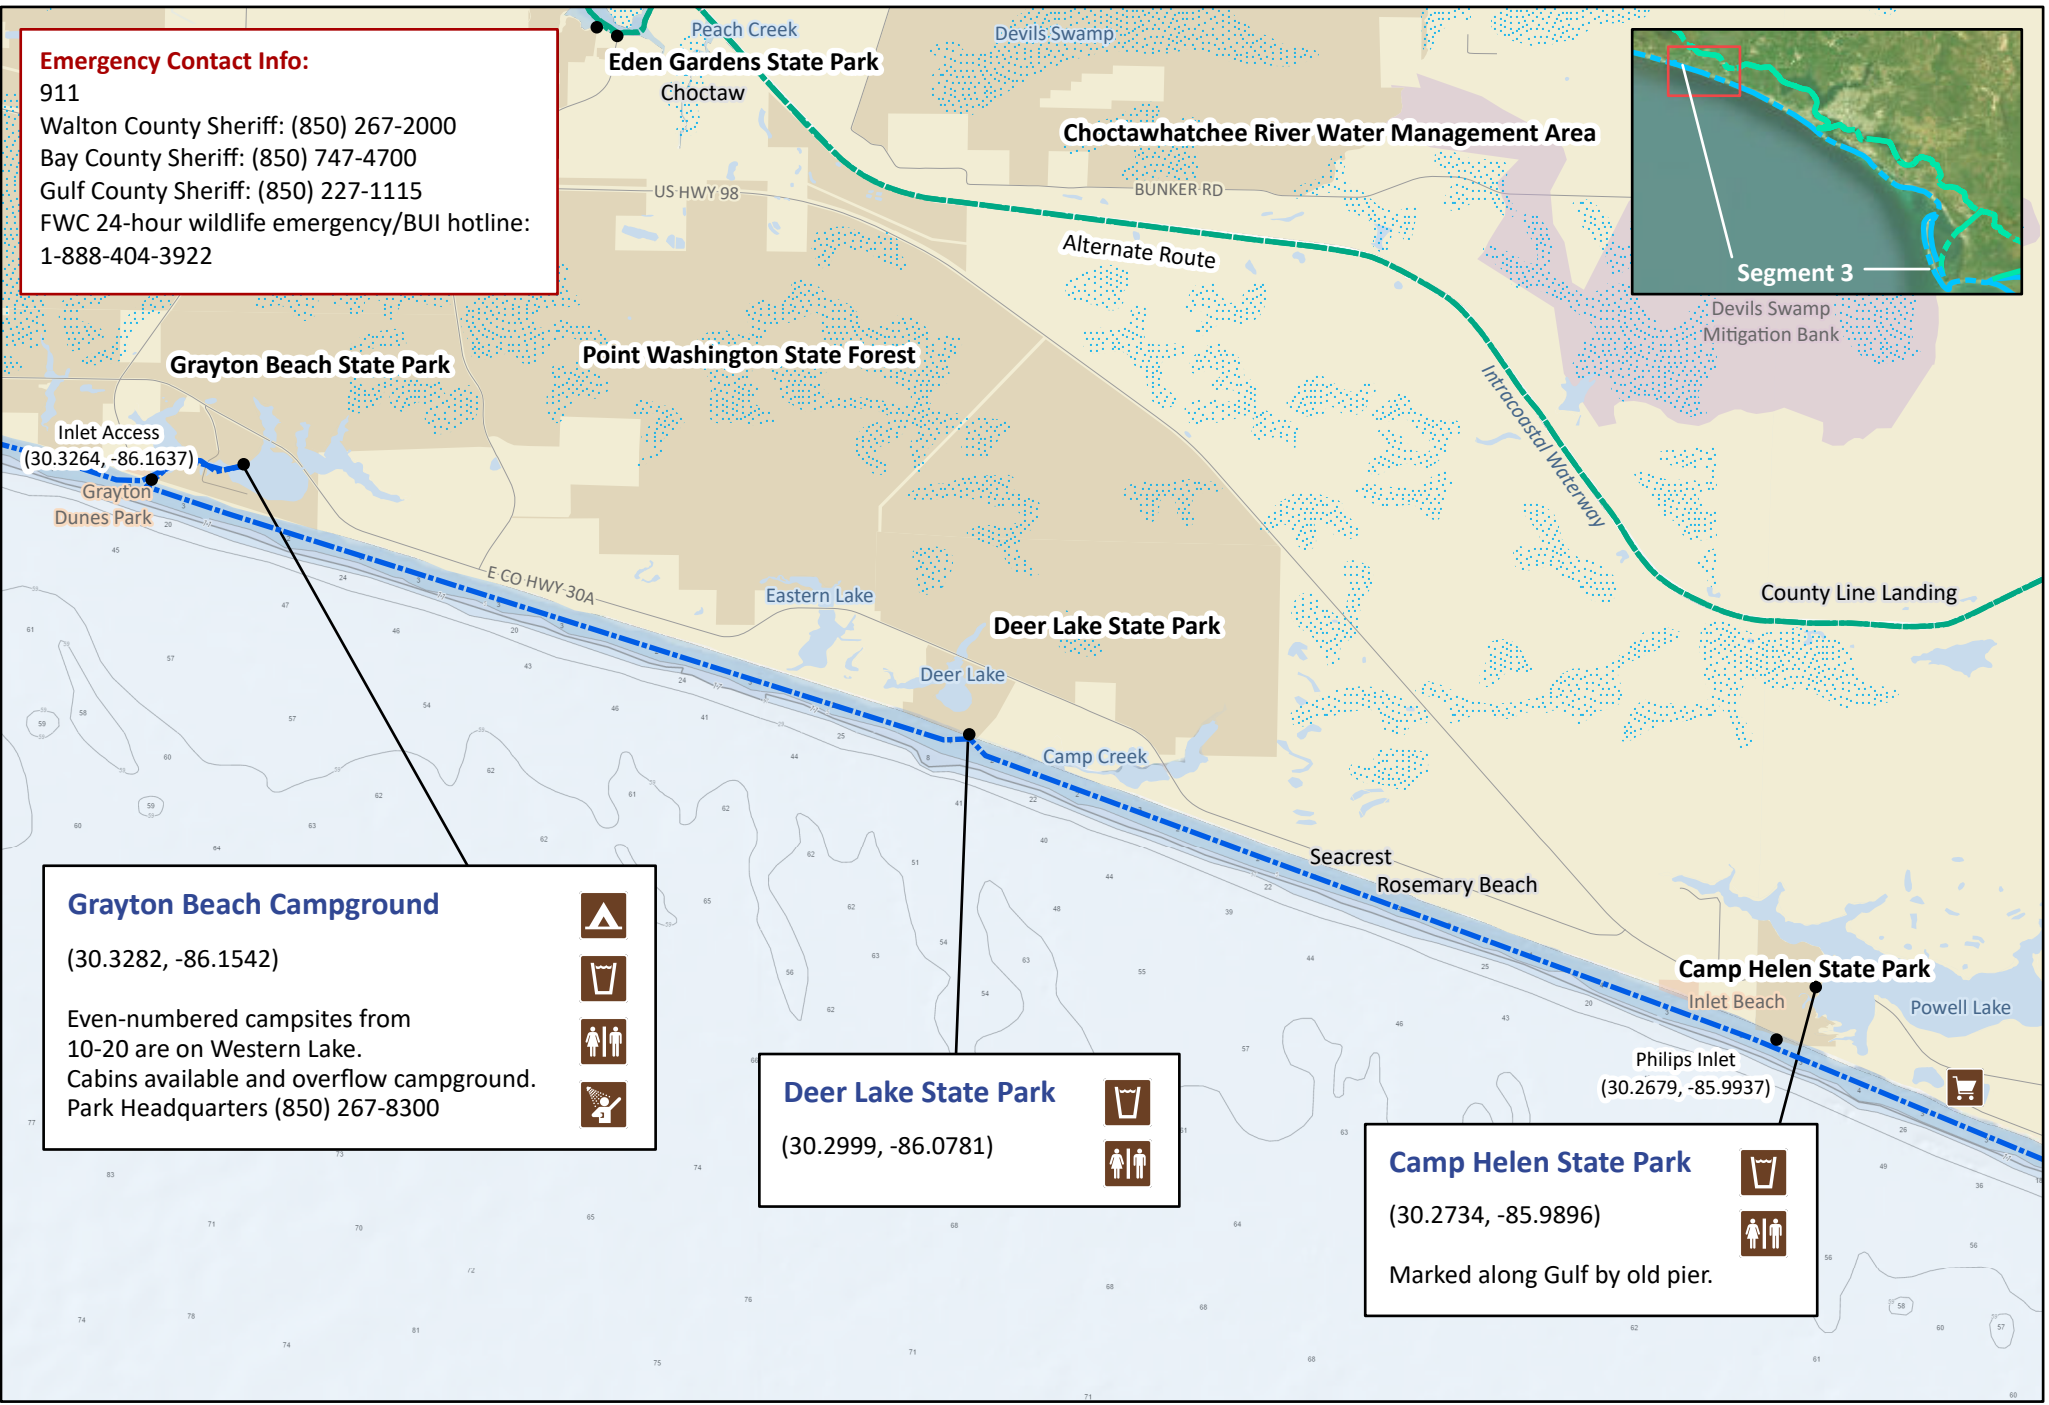 Emergency Contact Info:
911
Walton County Sheriff: (850) 267-2000
Bay County Sheriff: (850) 747-4700
Gulf County Sheriff: (850) 227-1115
FWC 24-hour wildlife emergency/BUI hotline:
1-888-404-3922
Peach Creek
Eden Gardens State Park
Choctaw
Devils Swamp
Choctawhatchee River Water Management Area
US HWY 98
BUNKER RD
Alternate Route
Segment 3
Devils Swamp
Mitigation Bank
Grayton Beach State Park
Point Washington State Forest
Intracoastal Waterway
Inlet Access
(30.3264, -86.1637)
Grayton
Dunes Park
E CO HWY 30A
Eastern Lake
Deer Lake State Park
Deer Lake
County Line Landing
Camp Creek
Seacrest
Rosemary Beach
Camp Helen State Park
Inlet Beach
Powell Lake
Philips Inlet
(30.2679, -85.9937)
Grayton Beach Campground
(30.3282, -86.1542)
Even-numbered campsites from
10-20 are on Western Lake.
Cabins available and overflow campground.
Park Headquarters (850) 267-8300
Deer Lake State Park
(30.2999, -86.0781)
Camp Helen State Park
(30.2734, -85.9896)
Marked along Gulf by old pier.